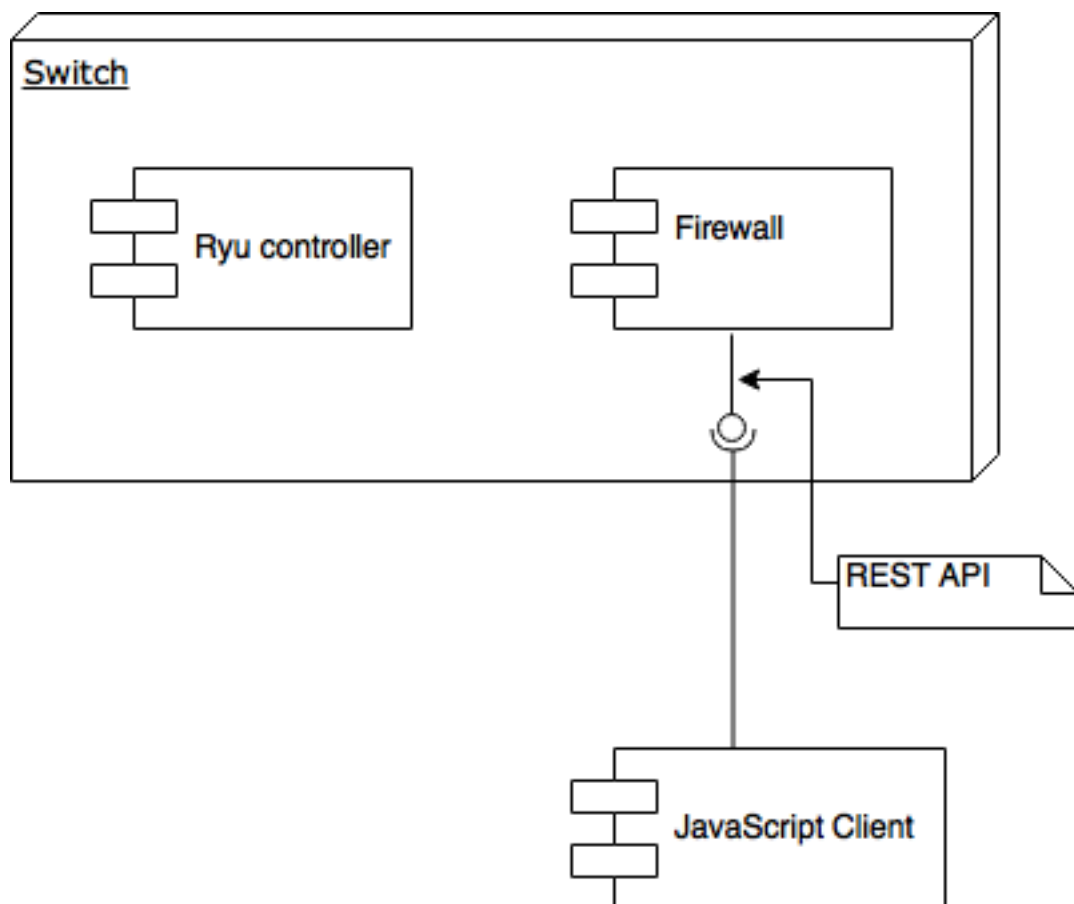 Switch
Ryu controller
Firewall
REST API
JavaScript Client